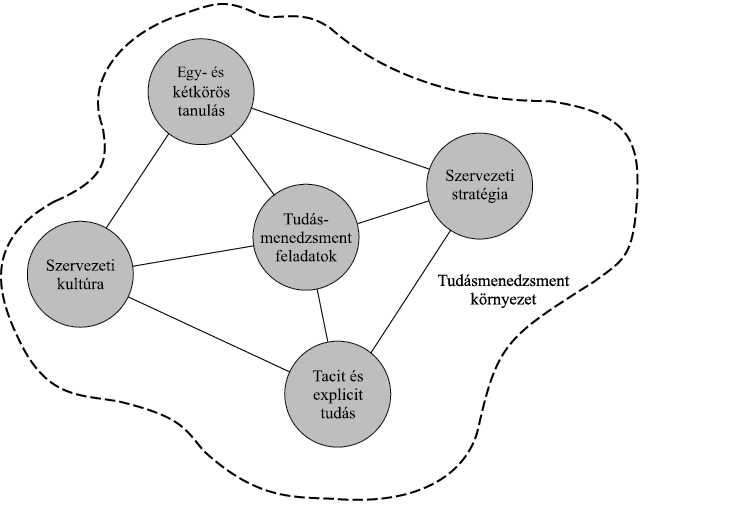 Egy- és
kétkörös
tanulás
Szervezeti
stratégia
Tudás-
menedzsment
feladatok
Szervezeti
kultúra
Tudásmenedzsment
környezet
Tacit és
explicit
tudás